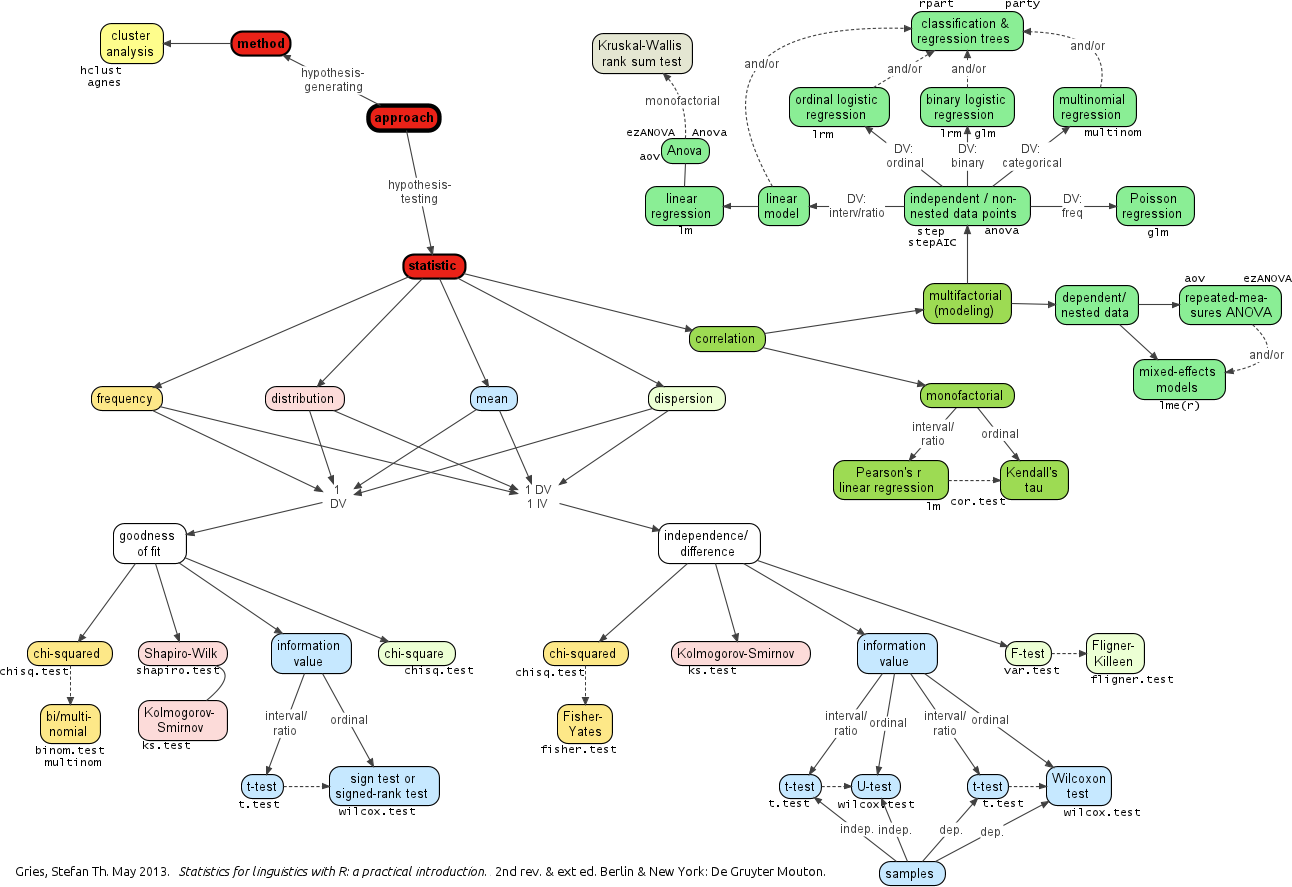 rpart party
classification &
regression trees
cluster
analysis
hclust
agnes
method
hypothesis-
generating
approach
hypothesis-
testing
statistic
Kruskal-Wallis
rank sum test
monofactorial
ezANOVA Anova
aov
Anova
and/or
and/or
and/or
and/or
ordinal logistic
regression
lrm
binary logistic
regression
lrm glm
multinomial
regression
multinom
DV:
ordinal
DV:
binary
DV:
categorical
linear
regression
lm
linear
model
DV:
interv/ratio
independent / non-
nested data points
step
stepAIC
anova
DV:
freq
Poisson
regression
glm
multifactorial
(modeling)
dependent/
nested data
aov ezANOVA
repeated-mea-
sures ANOVA
and/or
mixed-effects
models
lme(r)
correlation
monofactorial
interval/
ratio
ordinal
Pearson's r
linear regression
lm
cor.test
Kendall's
tau
frequency
distribution
mean
dispersion
1
DV
1 DV
1 IV
goodness
of fit
independence/
difference
chi-squared
chisq.test
bi/multi-
nomial
binom.test
multinom
Shapiro-Wilk
shapiro.test
Kolmogorov-
Smirnov
ks.test
information
value
chi-square
chisq.test
interval/
ratio
ordinal
t-test
t.test
sign test or
signed-rank test
wilcox.test
chi-squared
chisq.test
Fisher-
Yates
fisher.test
Kolmogorov-Smirnov
ks.test
information
value
F-test
var.test
Fligner-
Killeen
fligner.test
interval/
ratio
ordinal
interval/
ratio
ordinal
t-test
t.test
U-test
wilcox.test
t-test
t.test
Wilcoxon
test
wilcox.test
indep.
indep.
dep.
dep.
samples
Gries, Stefan Th. May 2013. Statistics for linguistics with R: a practical introduction. 2nd rev. & ext ed. Berlin & New York: De Gruyter Mouton.